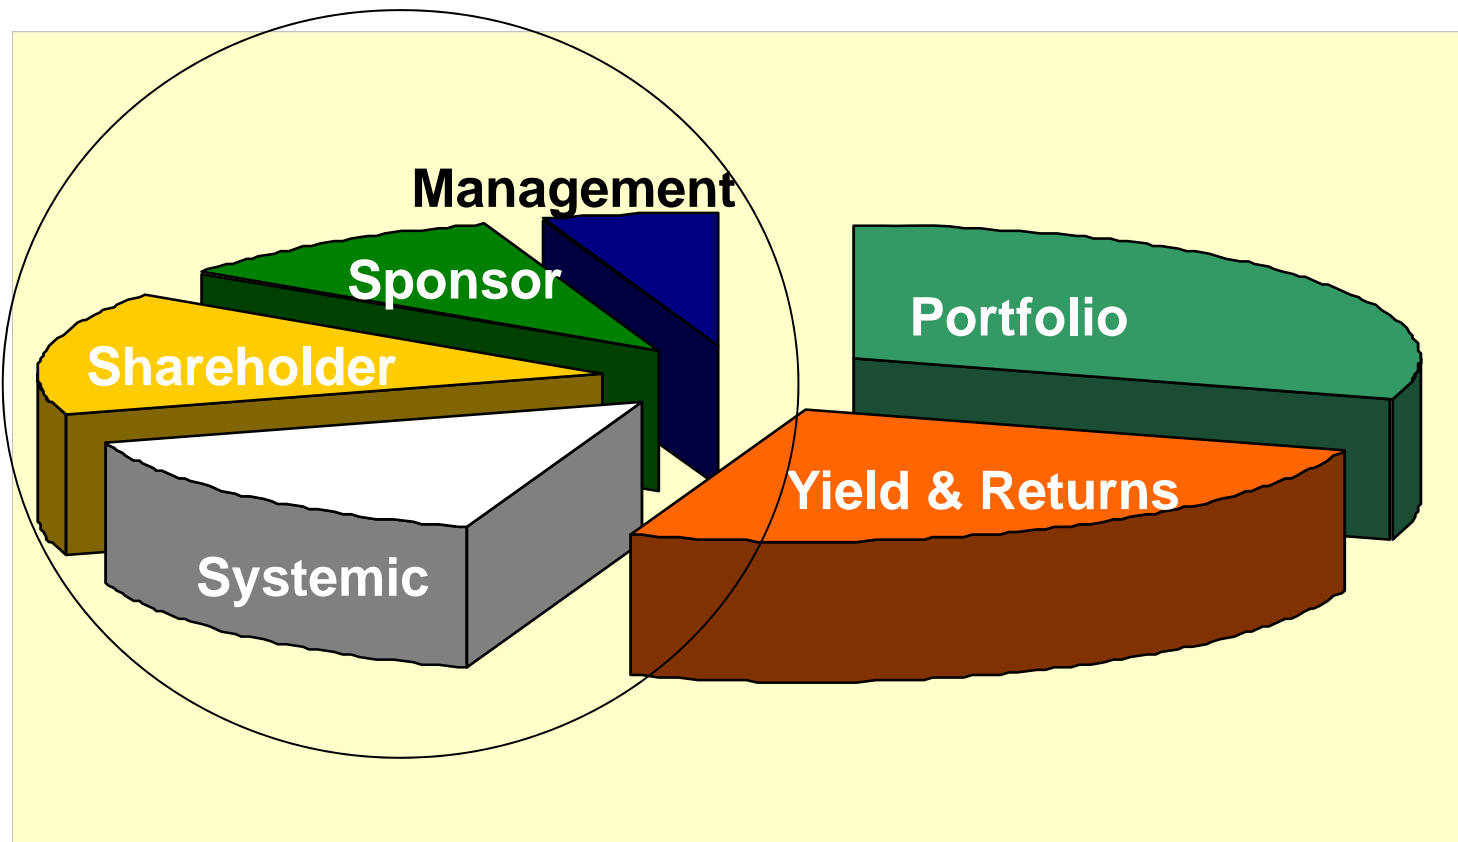 Management
Sponsor
Portfolio
Shareholder
Yield & Returns
Systemic